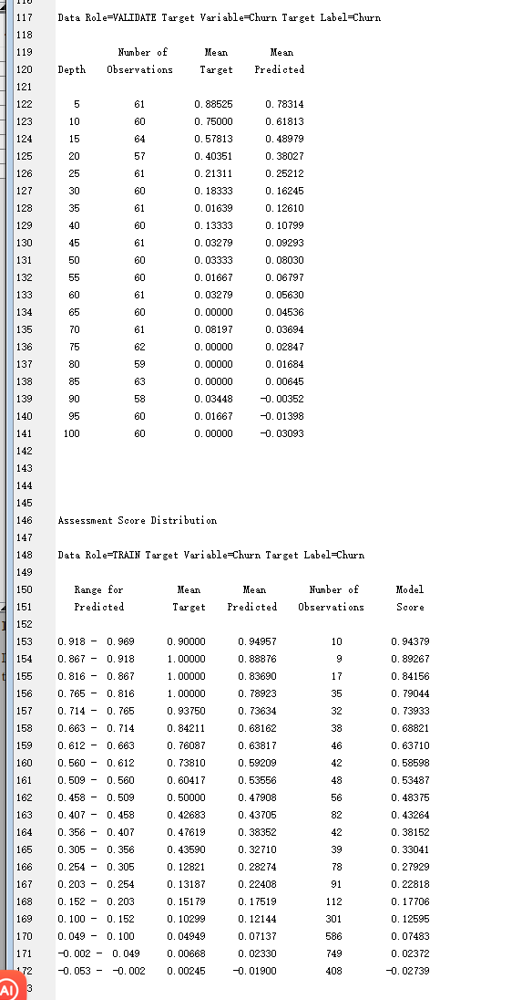 117 Data Role=VALIDATE Target Variable=Churn Target Label=Churn
118
119 Number of Mean Mean
120 Depth Observations Target Predicted
121
122 5 61 0.88525 0.78314
123 10 60 0.75000 0.61813
124 15 64 0.57813 0.48979
125 20 57 0.40351 0.38027
126 25 61 0.21311 0.25212
127 30 60 0.18333 0.16245
128 35 61 0.01639 0.12610
129 40 60 0.13333 0.10799
130 45 61 0.03279 0.09293
131 50 60 0.03333 0.08030
132 55 60 0.01667 0.06797
133 60 61 0.03279 0.05630
134 65 60 0.00000 0.04536
135 70 61 0.08197 0.03694
136 75 62 0.00000 0.02847
137 80 59 0.00000 0.01684
138 85 63 0.00000 0.00645
139 90 58 0.03448 -0.00352
140 95 60 0.01667 -0.01398
141 100 60 0.00000 -0.03093
142
143
144
145
146 Assessment Score Distribution
147
148 Data Role=TRAIN Target Variable=Churn Target Label=Churn
149
150 Range for Mean Mean Number of Model
151 Predicted Target Predicted Observations Score
152
153 0.918 - 0.969 0.90000 0.94957 10 0.94379
154 0.867 - 0.918 1.00000 0.88876 9 0.89267
155 0.816 - 0.867 1.00000 0.83690 17 0.84156
156 0.765 - 0.816 1.00000 0.78923 35 0.79044
157 0.714 - 0.765 0.93750 0.73634 32 0.73933
158 0.663 - 0.714 0.84211 0.68162 38 0.68821
159 0.612 - 0.663 0.76087 0.63817 46 0.63710
160 0.560 - 0.612 0.73810 0.59209 42 0.58598
161 0.509 - 0.560 0.60417 0.53556 48 0.53487
162 0.458 - 0.509 0.50000 0.47908 56 0.48375
163 0.407 - 0.458 0.42683 0.43705 82 0.43264
164 0.356 - 0.407 0.47619 0.38352 42 0.38152
165 0.305 - 0.356 0.43590 0.32710 39 0.33041
166 0.254 - 0.305 0.12821 0.28274 78 0.27929
167 0.203 - 0.254 0.13187 0.22408 91 0.22818
168 0.152 - 0.203 0.15179 0.17519 112 0.17706
169 0.100 - 0.152 0.10299 0.12144 301 0.12595
170 0.049 - 0.100 0.04949 0.07137 586 0.07483
171 -0.002 - 0.049 0.00668 0.02330 749 0.02372
172 -0.053 - -0.002 0.00245 -0.01900 408 -0.02739
AI